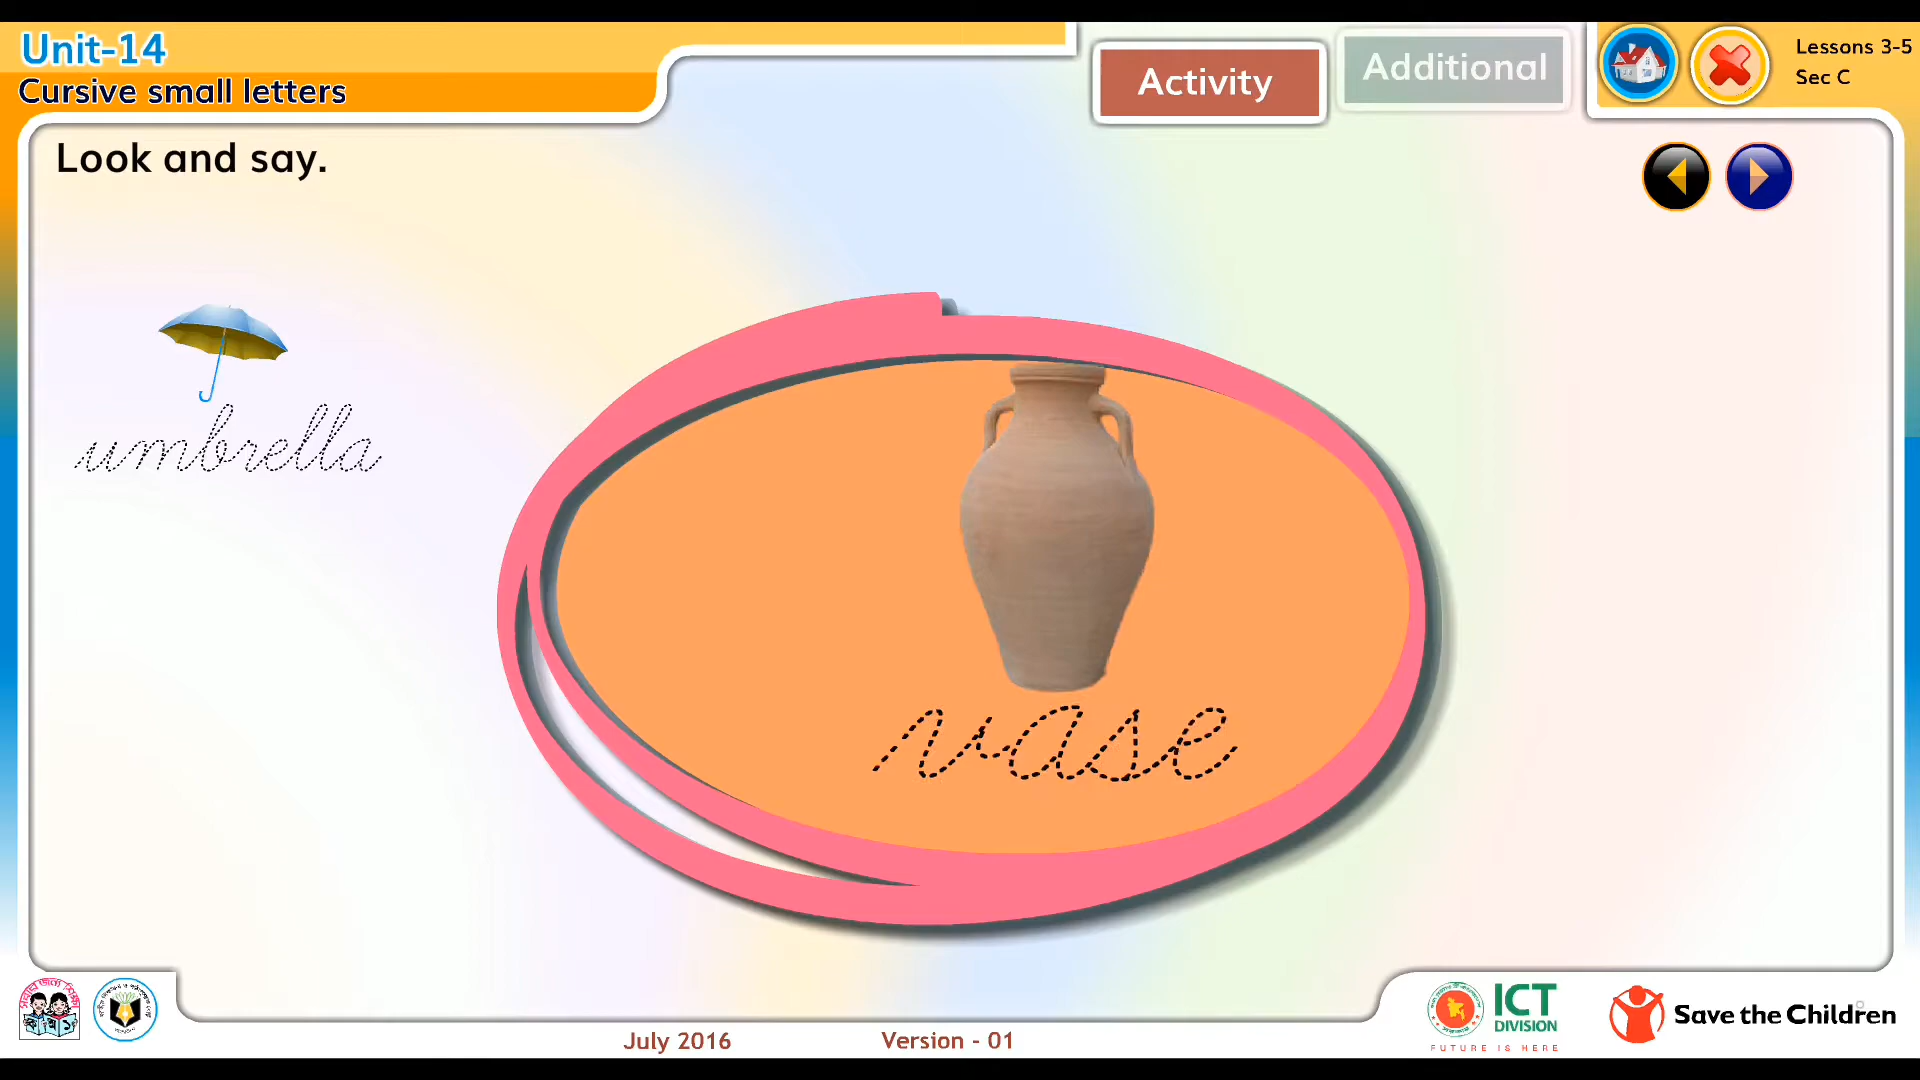 Unit-14
Cursive small letters
Activity
Additional
Lessons 3-5
Sec C
Look and say.
umbrella
vase
July 2016
Version - 01
ICT
DIVISION
FUTURE IS HERE
Save the Children